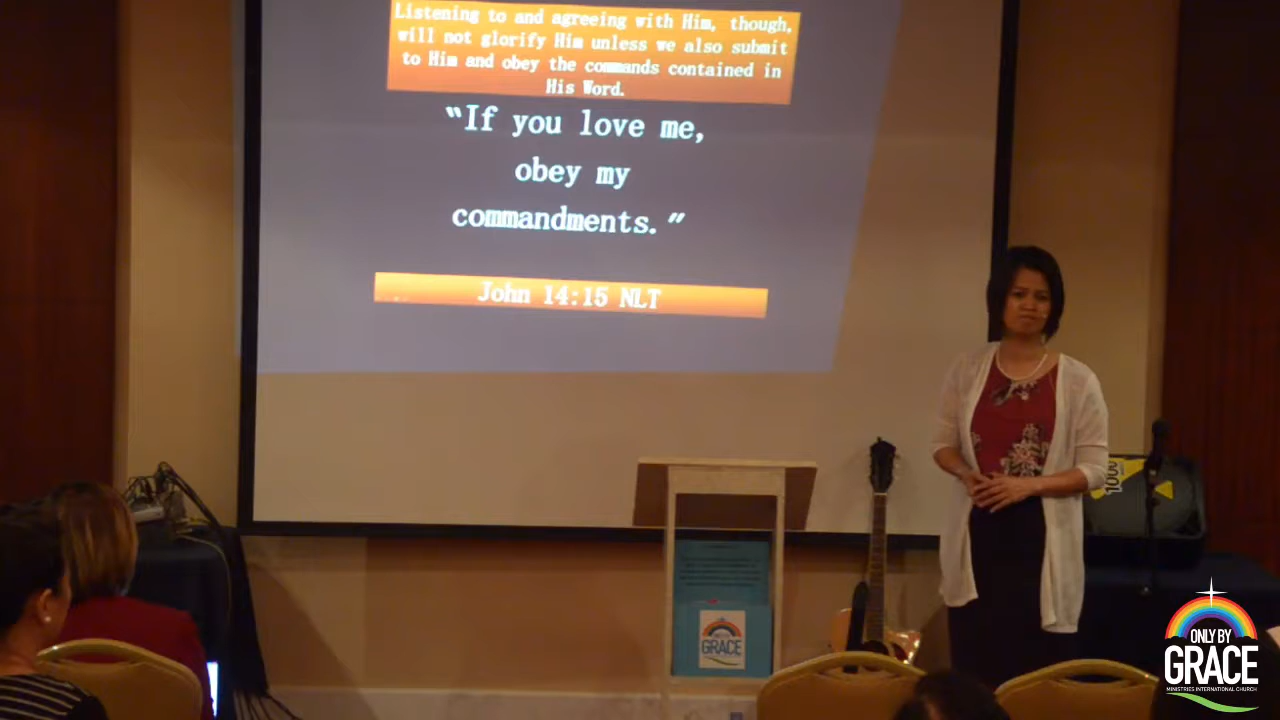 Listening to and agreeing with Him, though,
will not glorify Him unless we also submit
to Him and obey the commands contained in
His Word.
“If you love me,
obey my
commandments.”
John 14:15 NLT
1000
GRACE
ONLY BY
GRACE
MINISTRIES INTERNATIONAL CHURCH